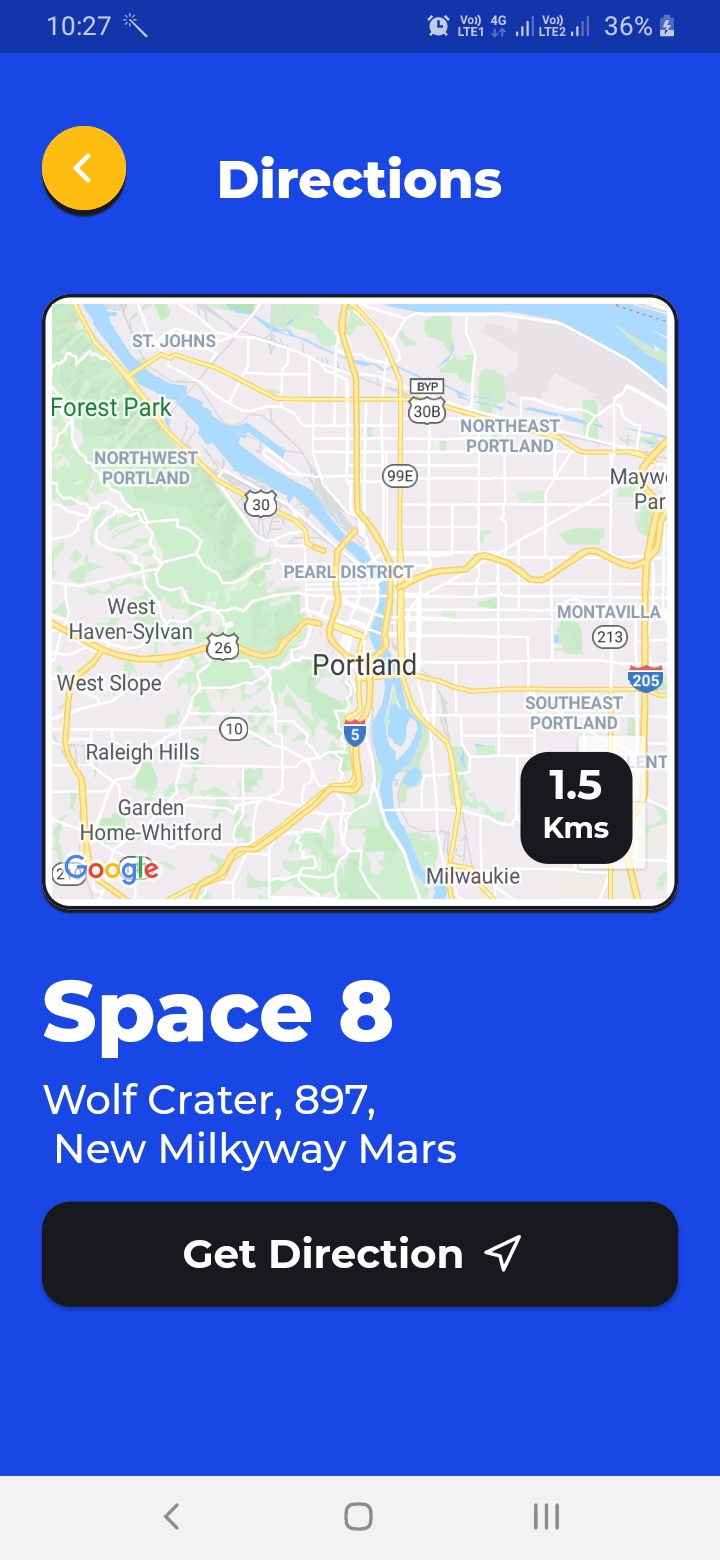 10:27
Vo)) LTE1 4G Vo)) LTE2 36%
Directions
ST. JOHNS
BYP
Forest Park
30B
NORTHEAST
PORTLAND
NORTHWEST
PORTLAND
99E
30
PEARL DISTRICT
West
Haven-Sylvan
MONTAVILLA
26
213
Portland
West Slope
205
SOUTHEAST
PORTLAND
10
5
Raleigh Hills
1.5
Kms
Garden
Home-Whitford
Google
Milwaukie
Space 8
Wolf Crater, 897,
New Milkyway Mars
Get Direction